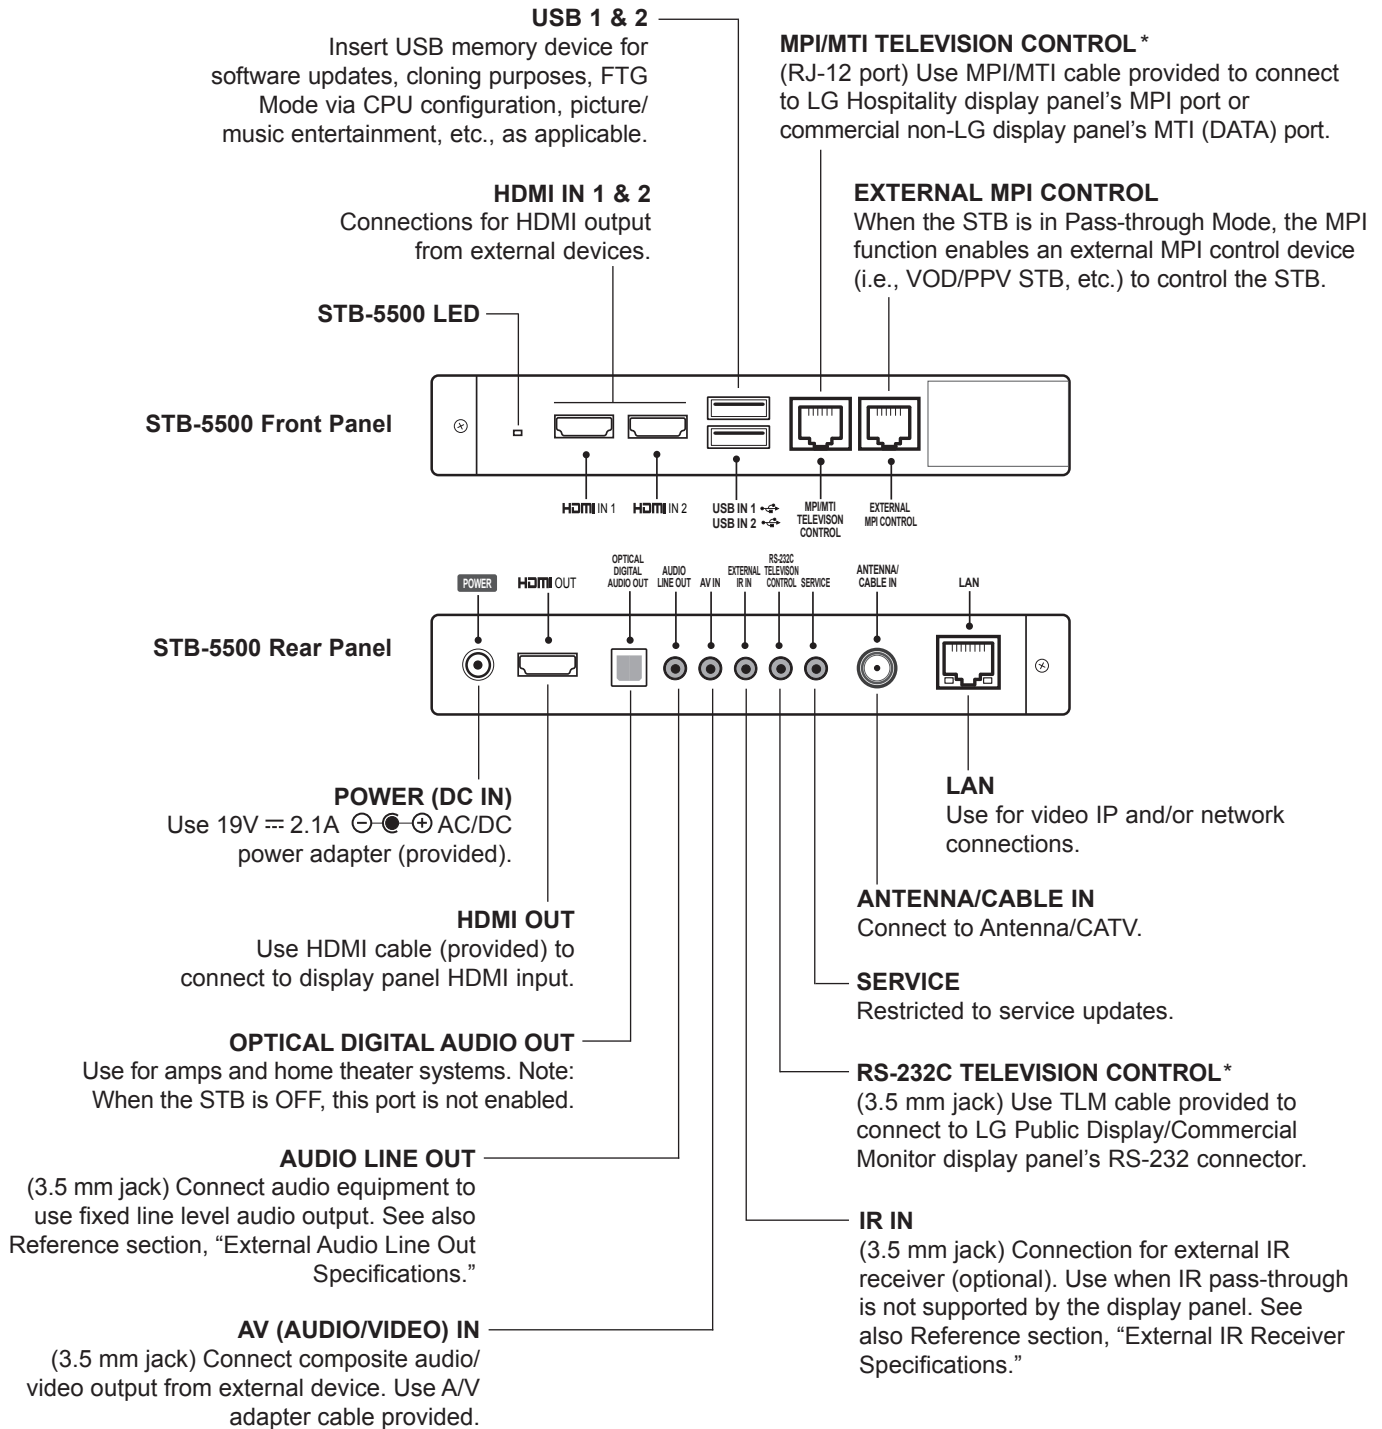 USB 1 & 2
Insert USB memory device for
software updates, cloning purposes, FTG
Mode via CPU configuration, picture/
music entertainment, etc., as applicable.
MPI/MTI TELEVISION CONTROL*
(RJ-12 port) Use MPI/MTI cable provided to connect
to LG Hospitality display panel's MPI port or
commercial non-LG display panel's MTI (DATA) port.
HDMI IN 1 & 2
Connections for HDMI output
from external devices.
EXTERNAL MPI CONTROL
When the STB is in Pass-through Mode, the MPI
function enables an external MPI control device
(i.e., VOD/PPV STB, etc.) to control the STB.
STB-5500 LED
STB-5500 Front Panel
HDMI IN 1
HDMI IN 2
USB IN 1
USB IN 2
MPI/MTI
TELEVISON
CONTROL
EXTERNAL
MPI CONTROL
POWER
HDMI OUT
OPTICAL
DIGITAL
AUDIO OUT
AUDIO
LINE OUT
AV IN
EXTERNAL
IR IN
RS-232C
TELEVISON
CONTROL
SERVICE
ANTENNA/
CABLE IN
LAN
STB-5500 Rear Panel
POWER (DC IN)
Use 19V ⎓ 2.1A ⊖-●-⊕ AC/DC
power adapter (provided).
HDMI OUT
Use HDMI cable (provided) to
connect to display panel HDMI input.
OPTICAL DIGITAL AUDIO OUT
Use for amps and home theater systems. Note:
When the STB is OFF, this port is not enabled.
AUDIO LINE OUT
(3.5 mm jack) Connect audio equipment to
use fixed line level audio output. See also
Reference section, “External Audio Line Out
Specifications.”
AV (AUDIO/VIDEO) IN
(3.5 mm jack) Connect composite audio/
video output from external device. Use A/V
adapter cable provided.
LAN
Use for video IP and/or network
connections.
ANTENNA/CABLE IN
Connect to Antenna/CATV.
SERVICE
Restricted to service updates.
RS-232C TELEVISION CONTROL*
(3.5 mm jack) Use TLM cable provided to
connect to LG Public Display/Commercial
Monitor display panel's RS-232 connector.
IR IN
(3.5 mm jack) Connection for external IR
receiver (optional). Use when IR pass-through
is not supported by the display panel. See
also Reference section, “External IR Receiver
Specifications.”